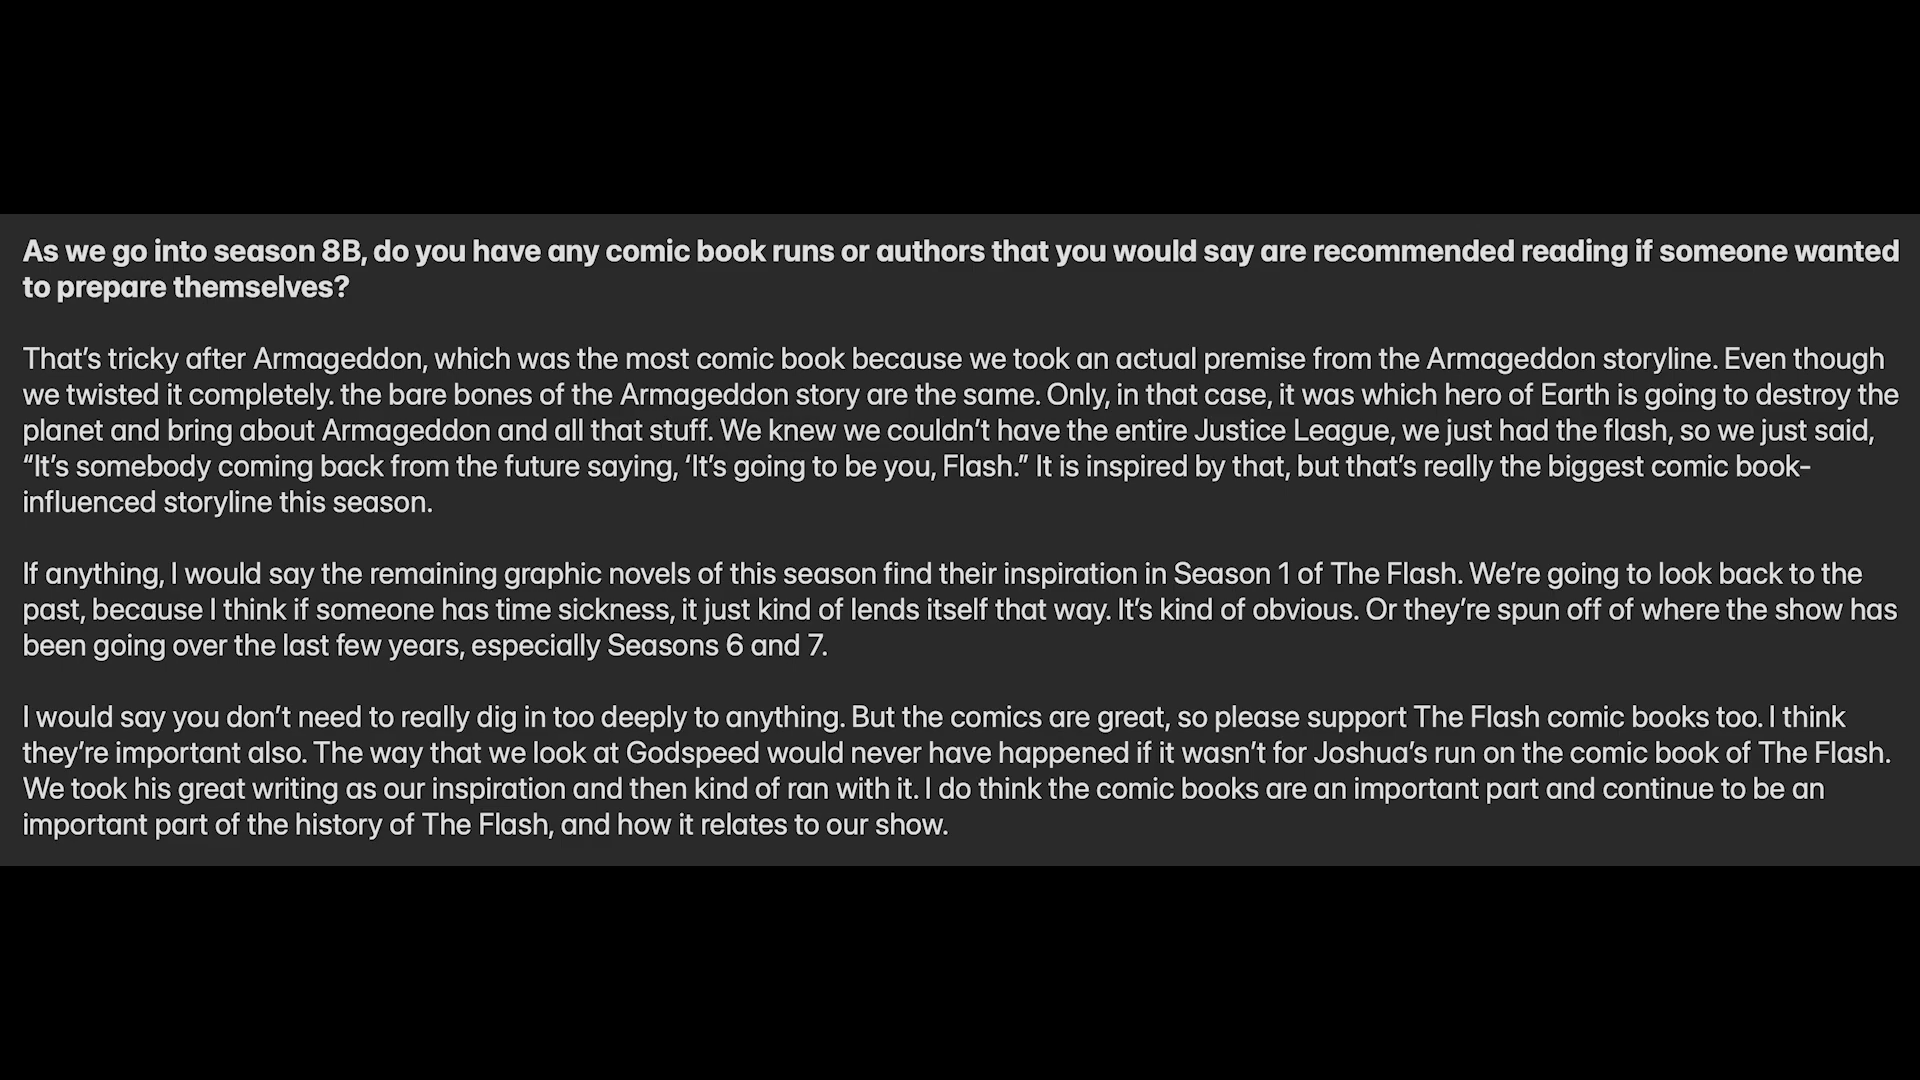 As we go into season 8B, do you have any comic book runs or authors that you would say are recommended reading if someone wanted
to prepare themselves?
That’s tricky after Armageddon, which was the most comic book because we took an actual premise from the Armageddon storyline. Even though
we twisted it completely. the bare bones of the Armageddon story are the same. Only, in that case, it was which hero of Earth is going to destroy the
planet and bring about Armageddon and all that stuff. We knew we couldn’t have the entire Justice League, we just had the flash, so we just said,
“It’s somebody coming back from the future saying, ‘It’s going to be you, Flash.” It is inspired by that, but that’s really the biggest comic book-
influenced storyline this season.
If anything, I would say the remaining graphic novels of this season find their inspiration in Season 1 of The Flash. We’re going to look back to the
past, because I think if someone has time sickness, it just kind of lends itself that way. It’s kind of obvious. Or they’re spun off of where the show has
been going over the last few years, especially Seasons 6 and 7.
I would say you don’t need to really dig in too deeply to anything. But the comics are great, so please support The Flash comic books too. I think
they’re important also. The way that we look at Godspeed would never have happened if it wasn’t for Joshua’s run on the comic book of The Flash.
We took his great writing as our inspiration and then kind of ran with it. I do think the comic books are an important part and continue to be an
important part of the history of The Flash, and how it relates to our show.